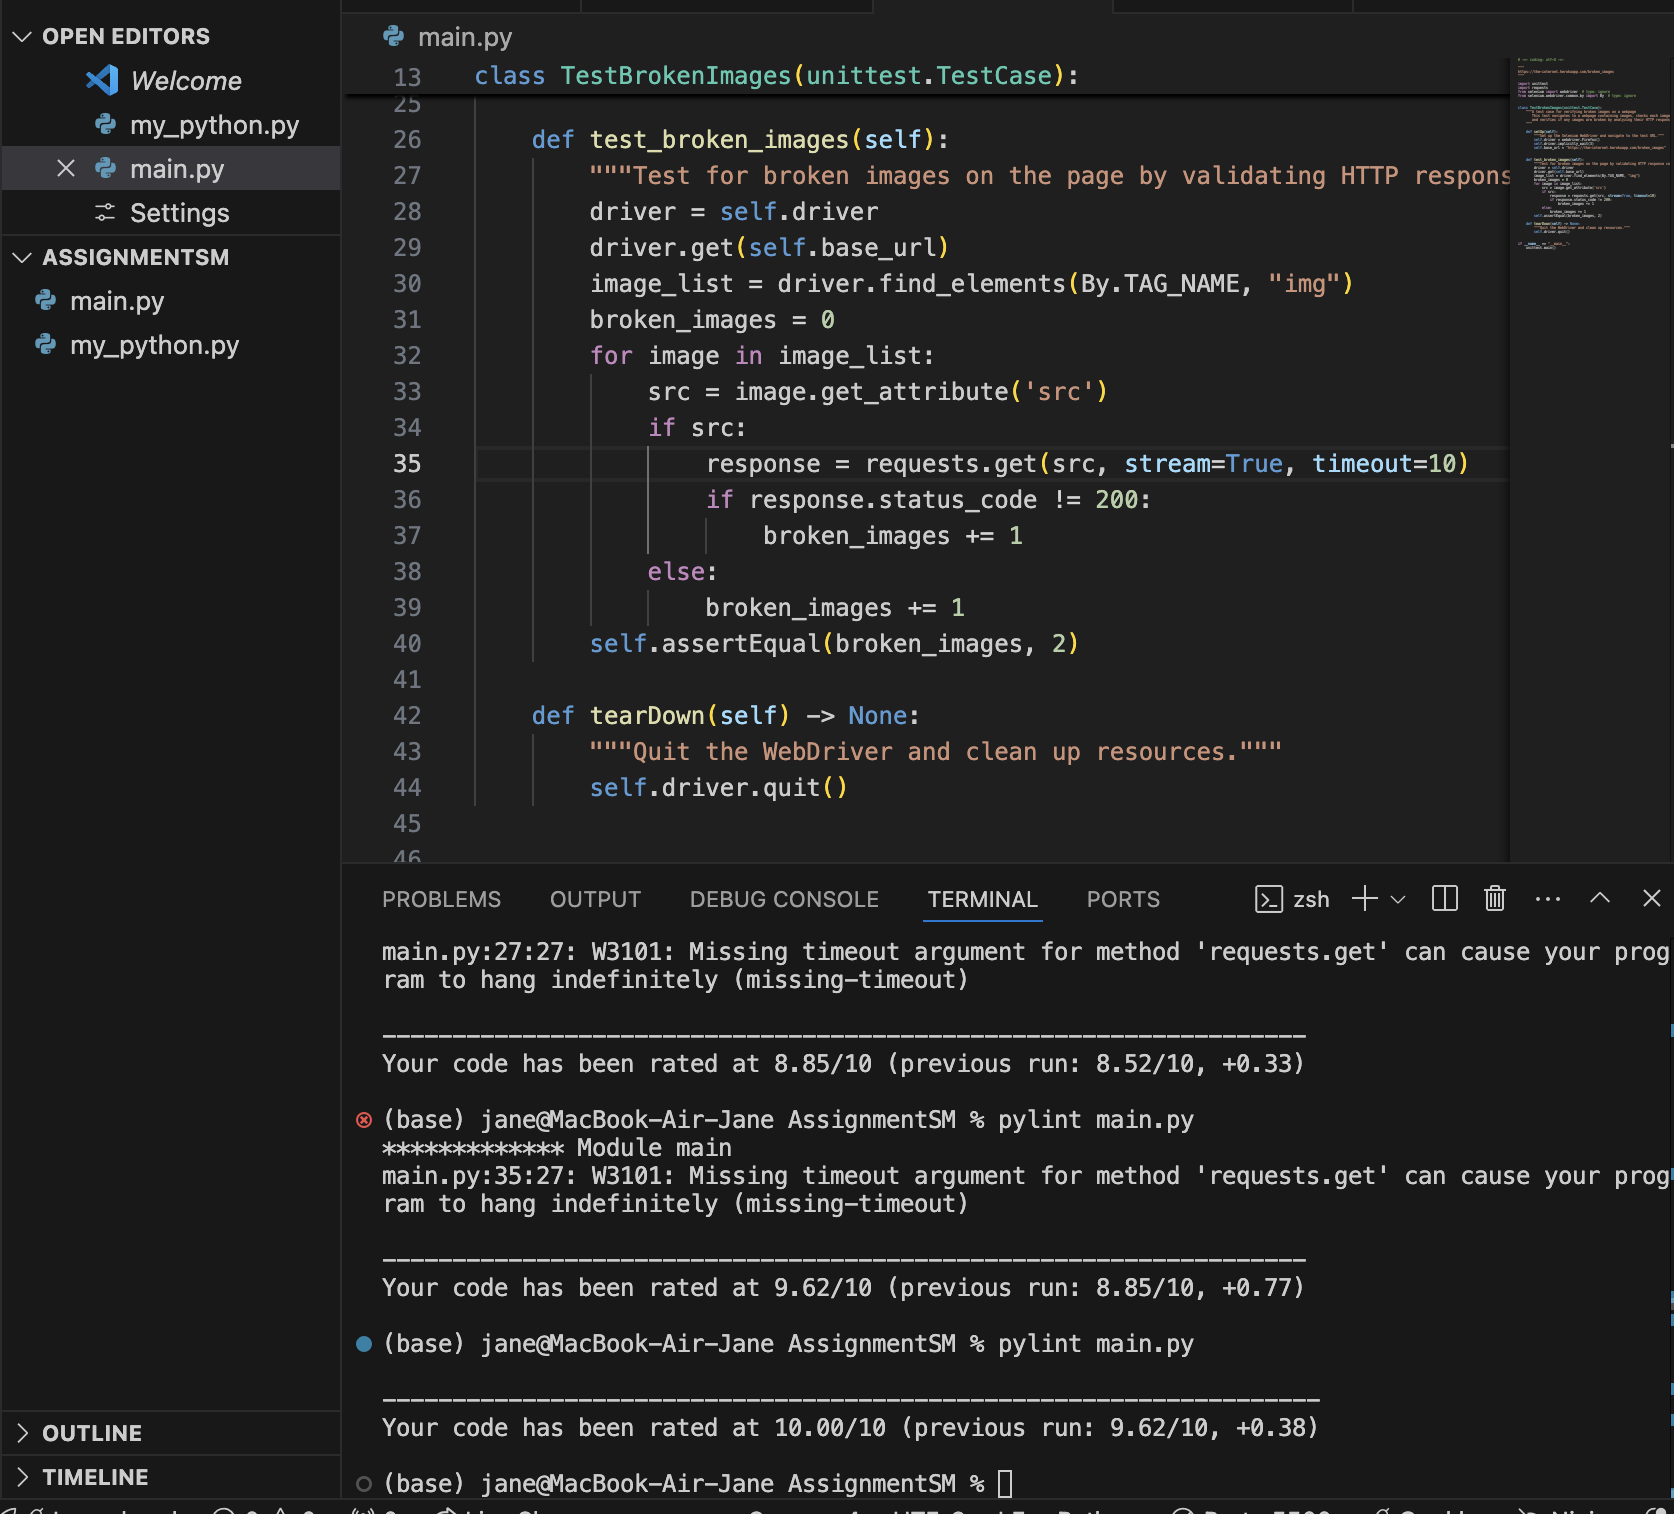 OPEN EDITORS
Welcome
my_python.py
main.py
Settings
ASSIGNMENTSM
main.py
my_python.py
OUTLINE
TIMELINE
main.py
13 class TestBrokenImages(unittest.TestCase):
25
26 def test_broken_images(self):
27 """Test for broken images on the page by validating HTTP respons
28 driver = self.driver
29 driver.get(self.base_url)
30 image_list = driver.find_elements(By.TAG_NAME, "img")
31 broken_images = 0
32 for image in image_list:
33 src = image.get_attribute('src')
34 if src:
35 response = requests.get(src, stream=True, timeout=10)
36 if response.status_code != 200:
37 broken_images += 1
38 else:
39 broken_images += 1
40 self.assertEqual(broken_images, 2)
41
42 def tearDown(self) -> None:
43 """Quit the WebDriver and clean up resources."""
44 self.driver.quit()
45
46
PROBLEMS OUTPUT DEBUG CONSOLE TERMINAL PORTS zsh
main.py:27:27: W3101: Missing timeout argument for method 'requests.get' can cause your prog
ram to hang indefinitely (missing-timeout)
Your code has been rated at 8.85/10 (previous run: 8.52/10, +0.33)
(base) jane@MacBook-Air-Jane AssignmentSM % pylint main.py
************* Module main
main.py:35:27: W3101: Missing timeout argument for method 'requests.get' can cause your prog
ram to hang indefinitely (missing-timeout)
Your code has been rated at 9.62/10 (previous run: 8.85/10, +0.77)
(base) jane@MacBook-Air-Jane AssignmentSM % pylint main.py
Your code has been rated at 10.00/10 (previous run: 9.62/10, +0.38)
(base) jane@MacBook-Air-Jane AssignmentSM %